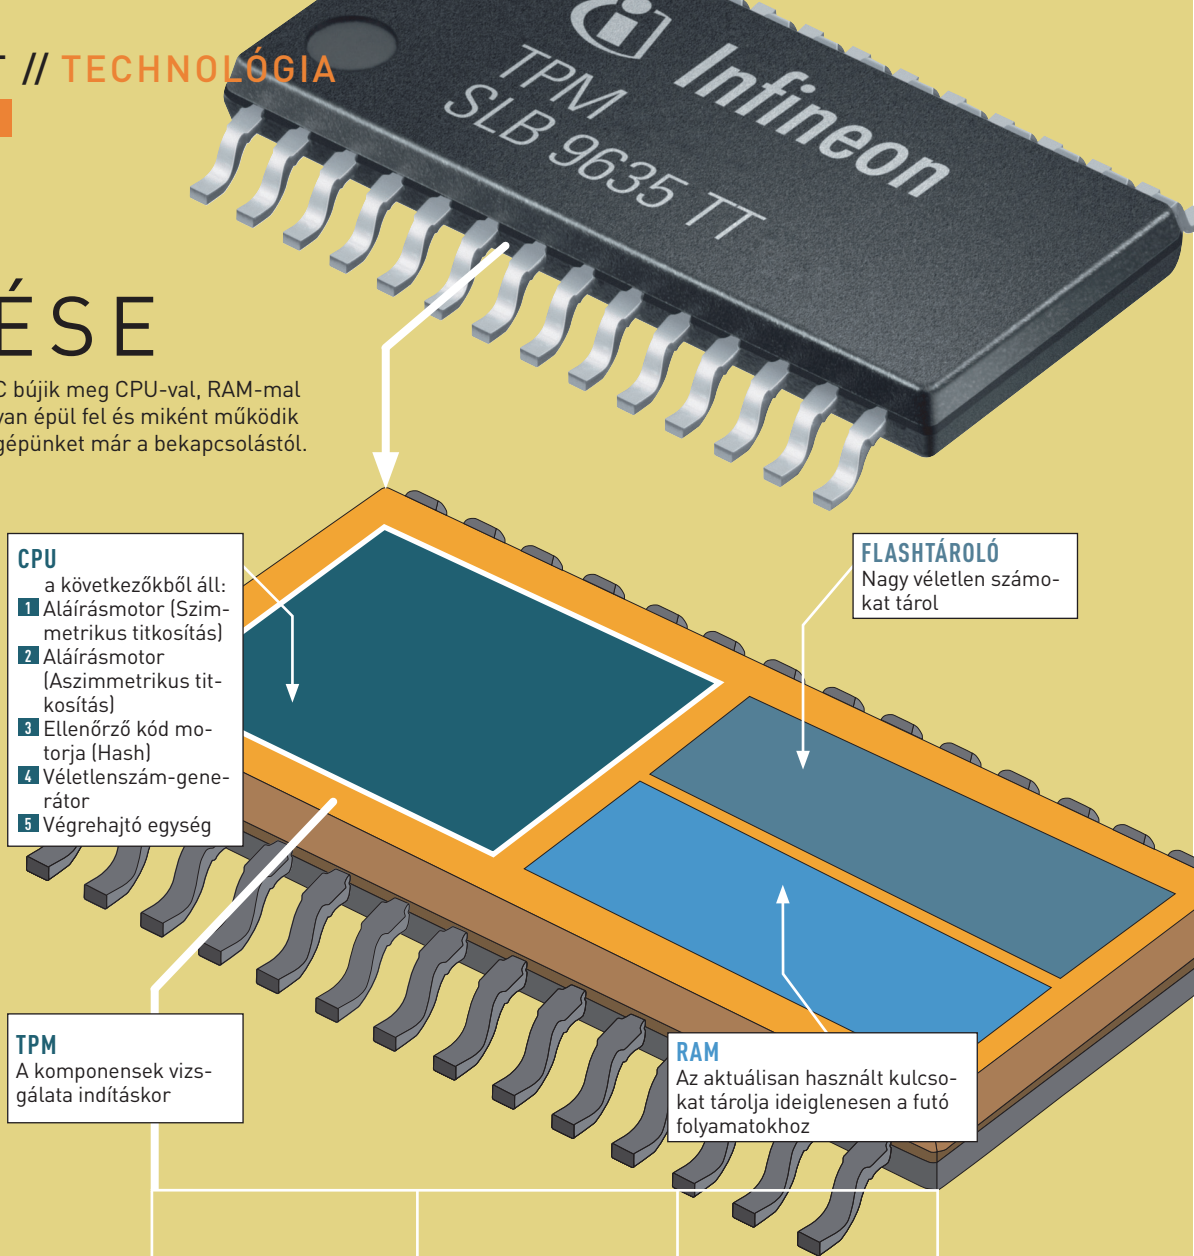 // TECHNOLÓGIA
Infineon
TPM
SLB 9635 TT
ÉSE
bújik meg CPU-val, RAM-mal
épül fel és miként működik
gépünket már a bekapcsolástól.
CPU
a következőkből áll:
1 Aláírásmotor (Szim-
metrikus titkosítás)
2 Aláírásmotor
(Aszimmetrikus tit-
kosítás)
3 Ellenőrző kód mo-
torja (Hash)
4 Véletlenszám-gene-
rátor
5 Végrehajtó egység
FLASHTÁROLÓ
Nagy véletlen számo-
kat tárol
TPM
A komponensek vizs-
gálata indításkor
RAM
Az aktuálisan használt kulcso-
kat tárolja ideiglenesen a futó
folyamatokhoz